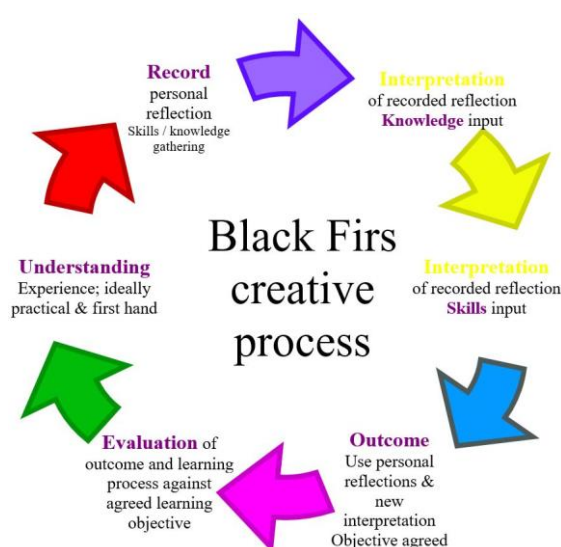 Record
personal
reflection
Skills / knowledge
gathering
Interpretation
of recorded reflection
Knowledge input
Interpretation
of recorded reflection
Skills input
Outcome
Use personal
reflections &
new
interpretation
Objective agreed
Evaluation of
outcome and learning
process against
agreed learning
objective
Understanding
Experience; ideally
practical & first hand
Black Firs
creative
process